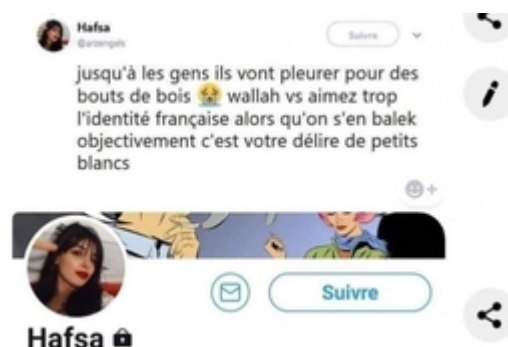 Hafsa
Suivre
jusqu'à les gens ils vont pleurer pour des
bouts de bois 😭 wallah vs aimez trop
l'identité française alors qu'on s'en balek
objectivement c'est votre délire de petits
blancs
Suivre
Hafsa